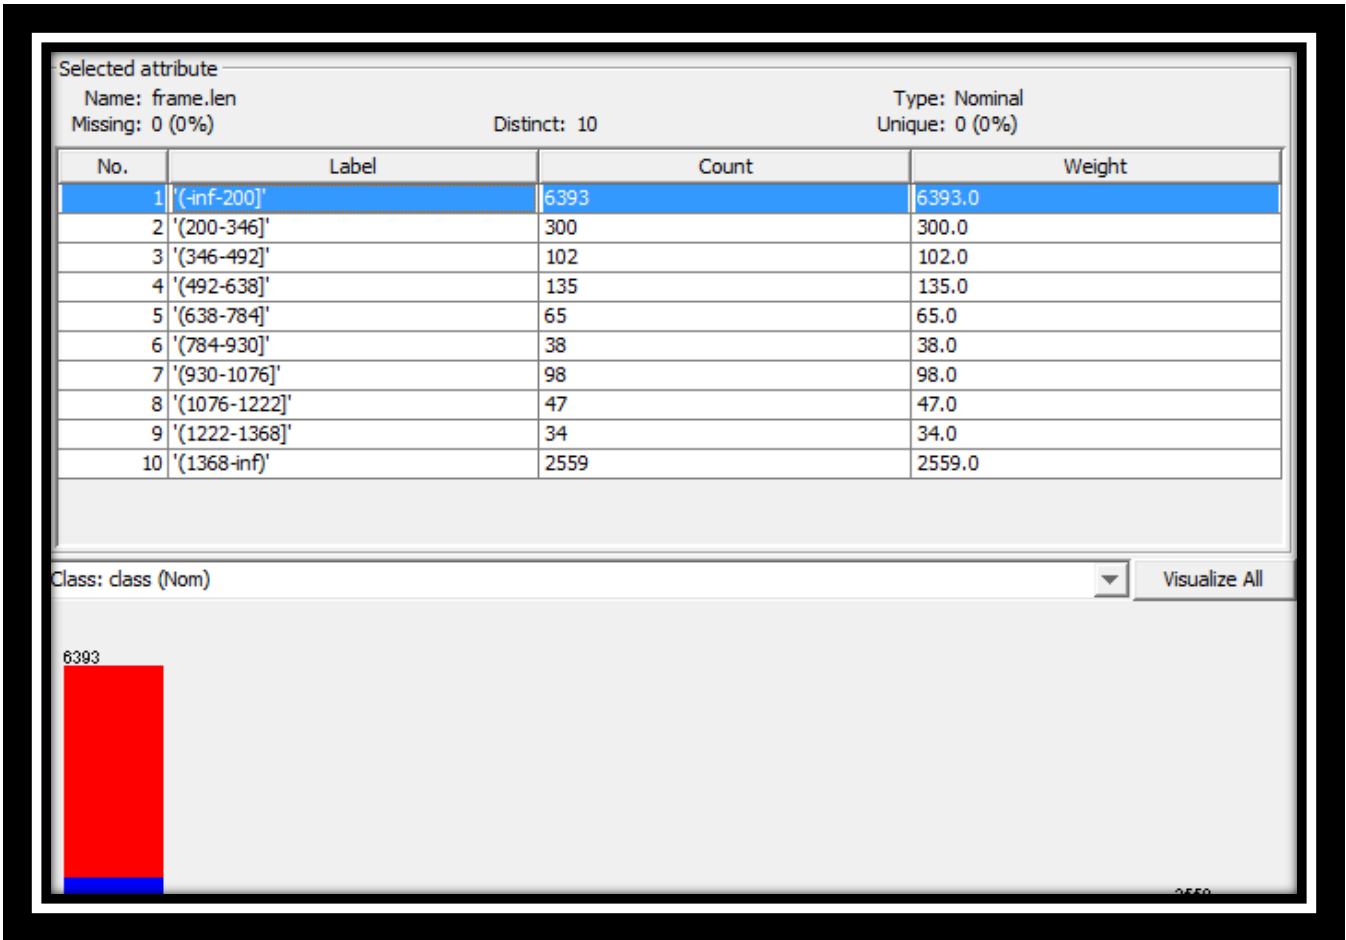 Selected attribute
Name: frame.len Type: Nominal
Missing: 0 (0%) Distinct: 10 Unique: 0 (0%)
No. Label Count Weight
1 '(-inf-200]' 6393 6393.0
2 '(200-346]' 300 300.0
3 '(346-492]' 102 102.0
4 '(492-638]' 135 135.0
5 '(638-784]' 65 65.0
6 '(784-930]' 38 38.0
7 '(930-1076]' 98 98.0
8 '(1076-1222]' 47 47.0
9 '(1222-1368]' 34 34.0
10 '(1368-inf)' 2559 2559.0
Class: class (Nom) Visualize All
6393
2559